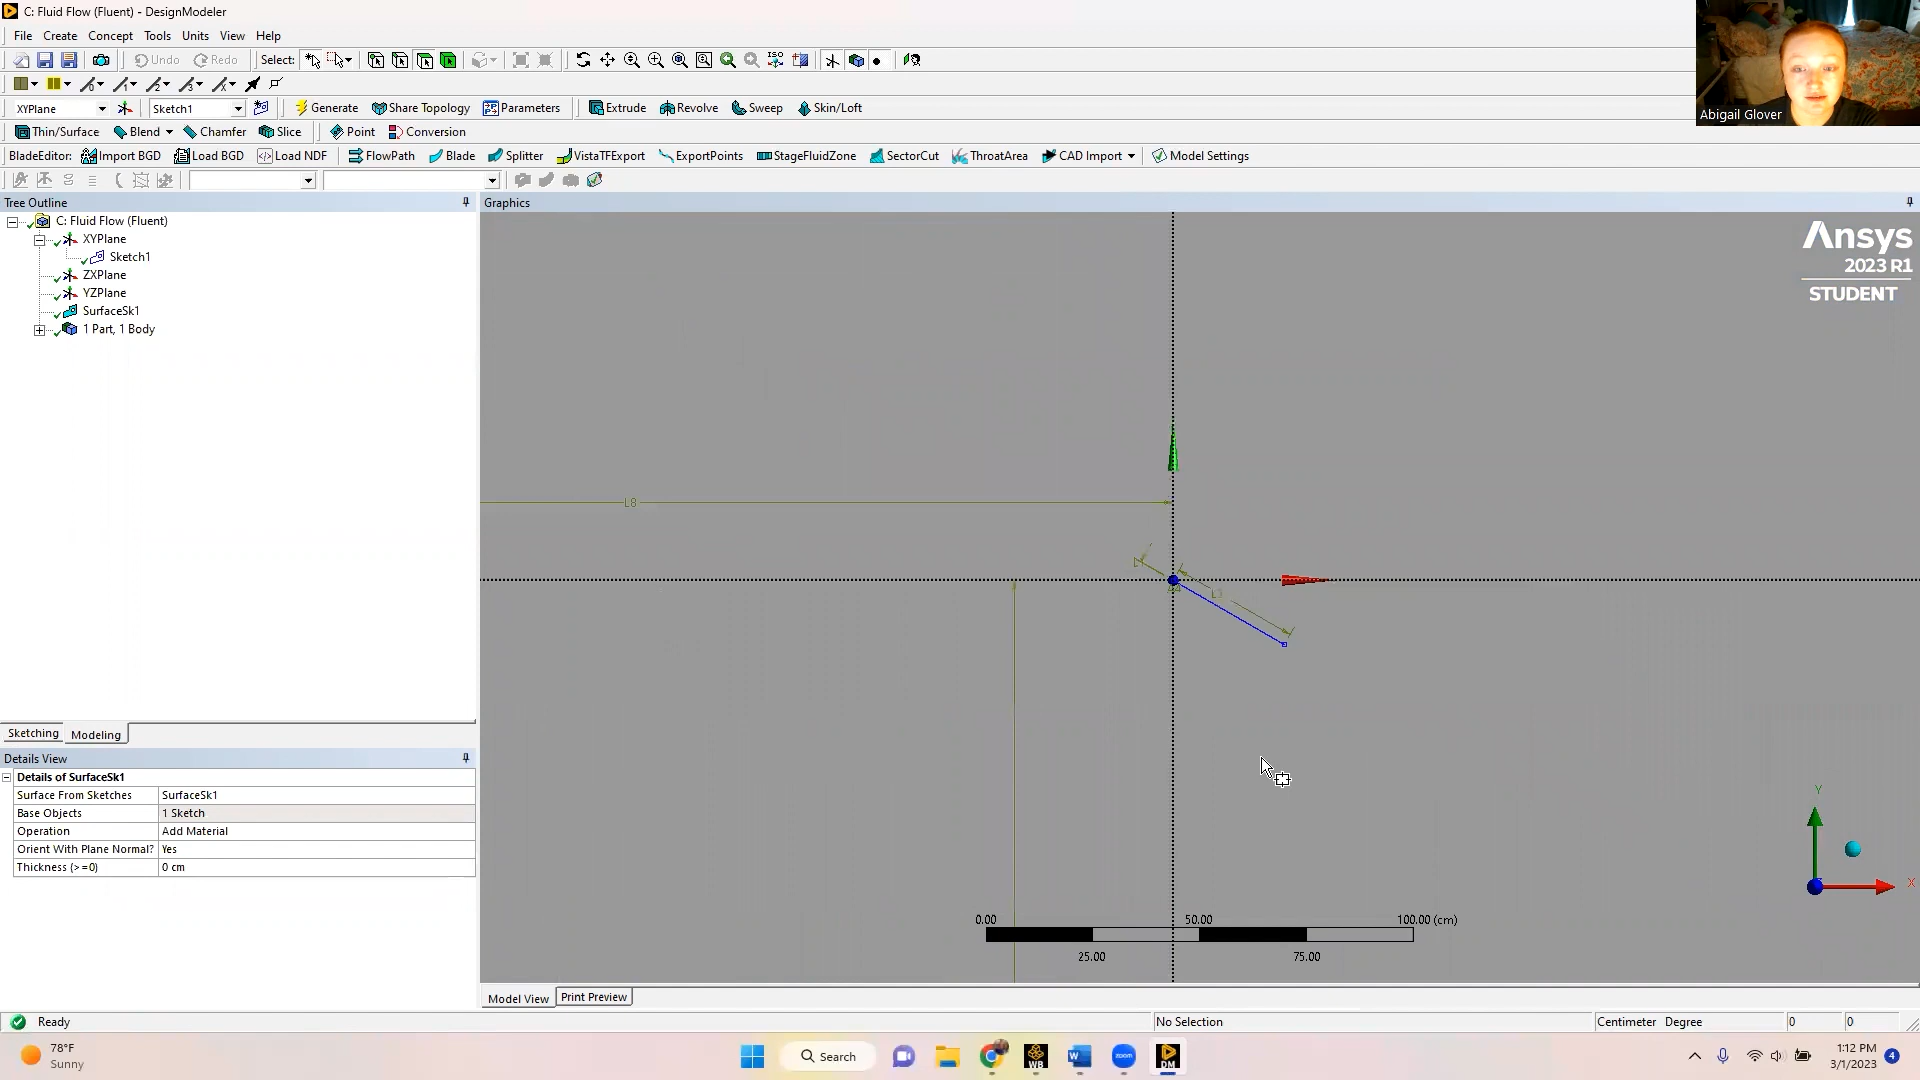 C: Fluid Flow (Fluent) - DesignModeler
File Create Concept Tools Units View Help
Undo Redo Select: ISO
XYPlane Sketch1 Generate Share Topology Parameters Extrude Revolve Sweep Skin/Loft
Thin/Surface Blend Chamfer Slice Point Conversion
BladeEditor: Import BGD Load BGD Load NDF FlowPath Blade Splitter VistaTFExport ExportPoints StageFluidZone SectorCut ThroatArea CAD Import Model Settings
Abigail Glover
Tree Outline
C: Fluid Flow (Fluent)
XYPlane
Sketch1
ZXPlane
YZPlane
SurfaceSk1
1 Part, 1 Body
Sketching Modeling
Details View
Details of SurfaceSk1
Surface From Sketches SurfaceSk1
Base Objects 1 Sketch
Operation Add Material
Orient With Plane Normal? Yes
Thickness (>=0) 0 cm
Graphics
Ansys
2023 R1
STUDENT
L8
Y
X
0.00 50.00 100.00 (cm)
25.00 75.00
Model View Print Preview
Ready No Selection Centimeter Degree 0 0
78°F
Sunny
Search
WB
W
zoom
DM
1:12 PM
3/1/2023
4